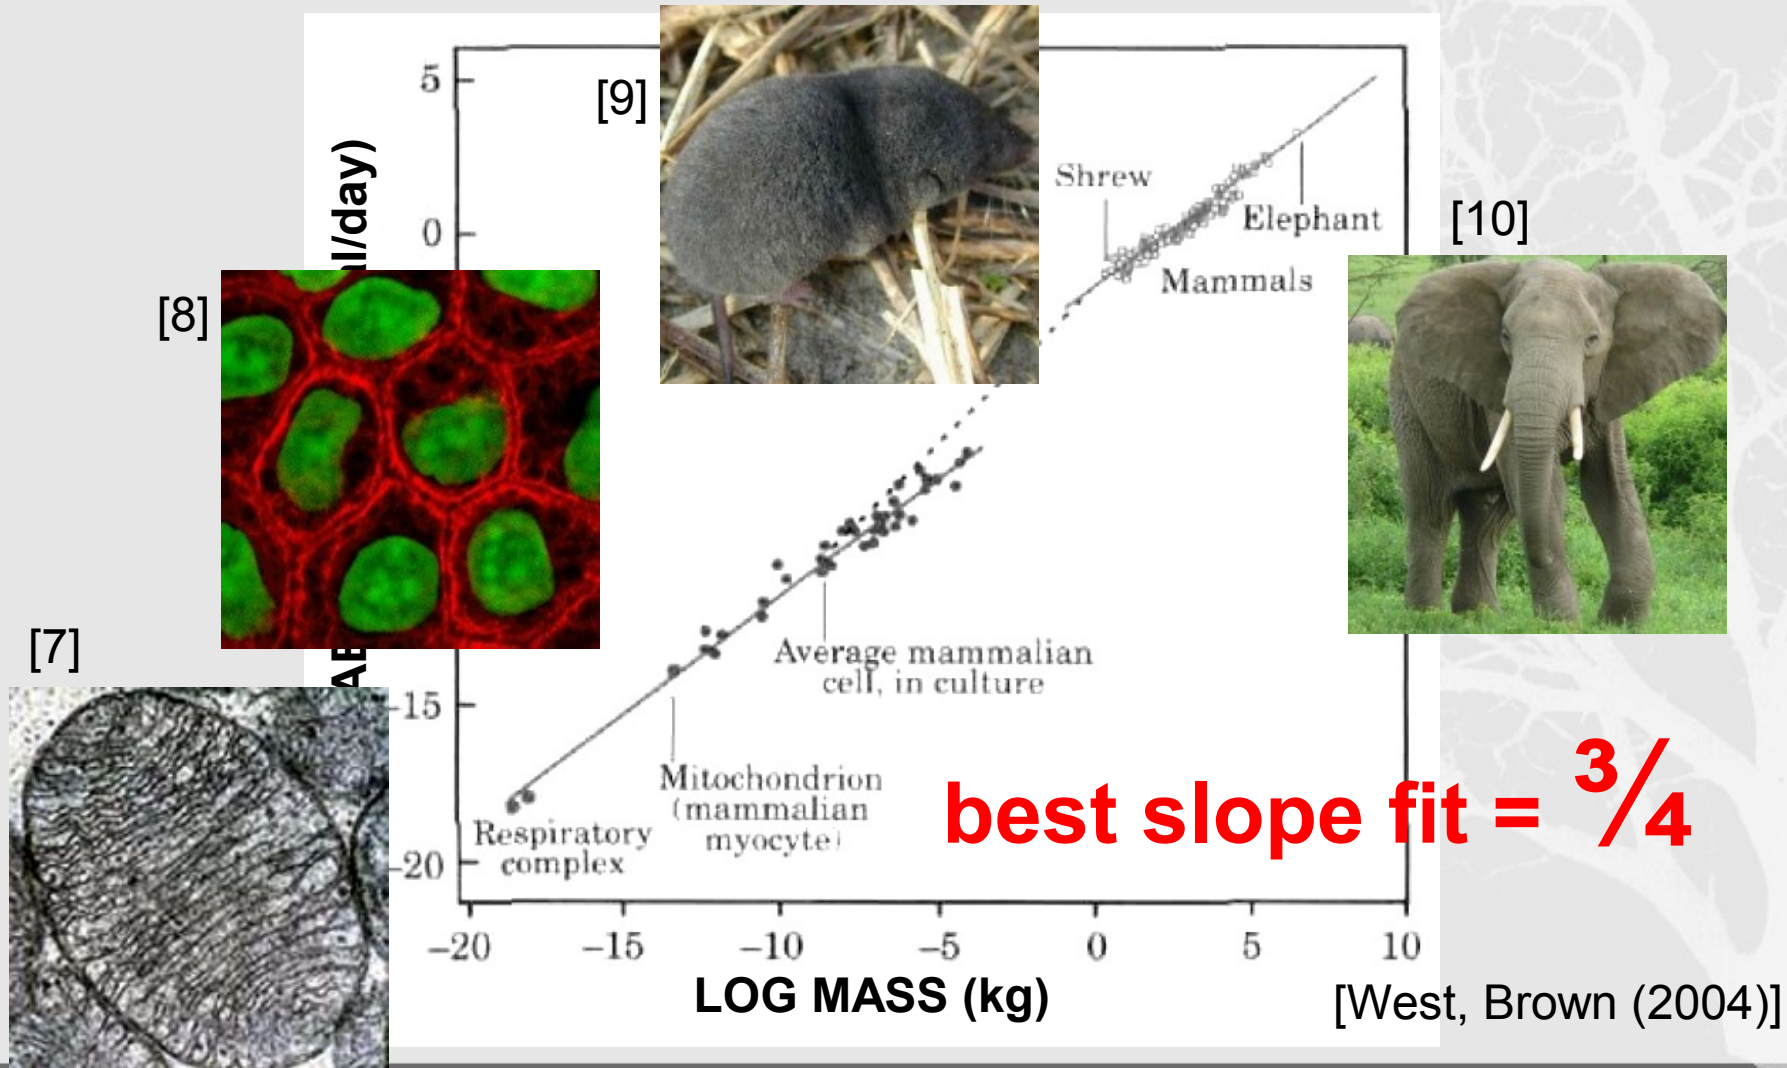 5
[9]
al/day)
Shrew
0
Elephant
[10]
Mammals
[8]
[7]
Average mammalian
cell, in culture
AB
-15
Mitochondrion
(mammalian
myocyte)
best slope fit = ¾
Respiratory
complex
-20
–20
–15
–10
–5
0
5
10
LOG MASS (kg)
[West, Brown (2004)]